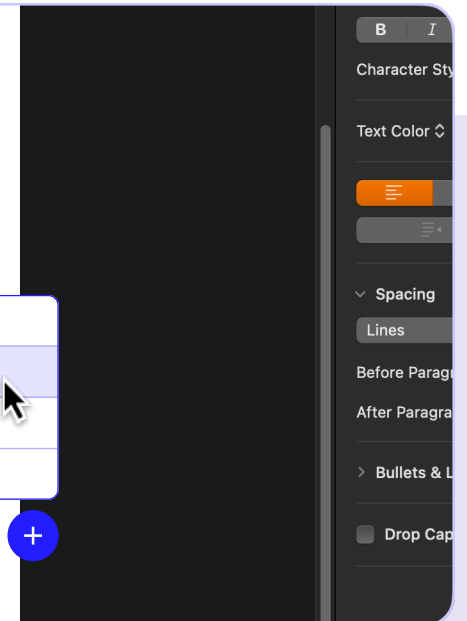 B I
Character Sty
Text Color
Spacing
Lines
Before Paragr
After Paragra
Bullets & L
Drop Cap